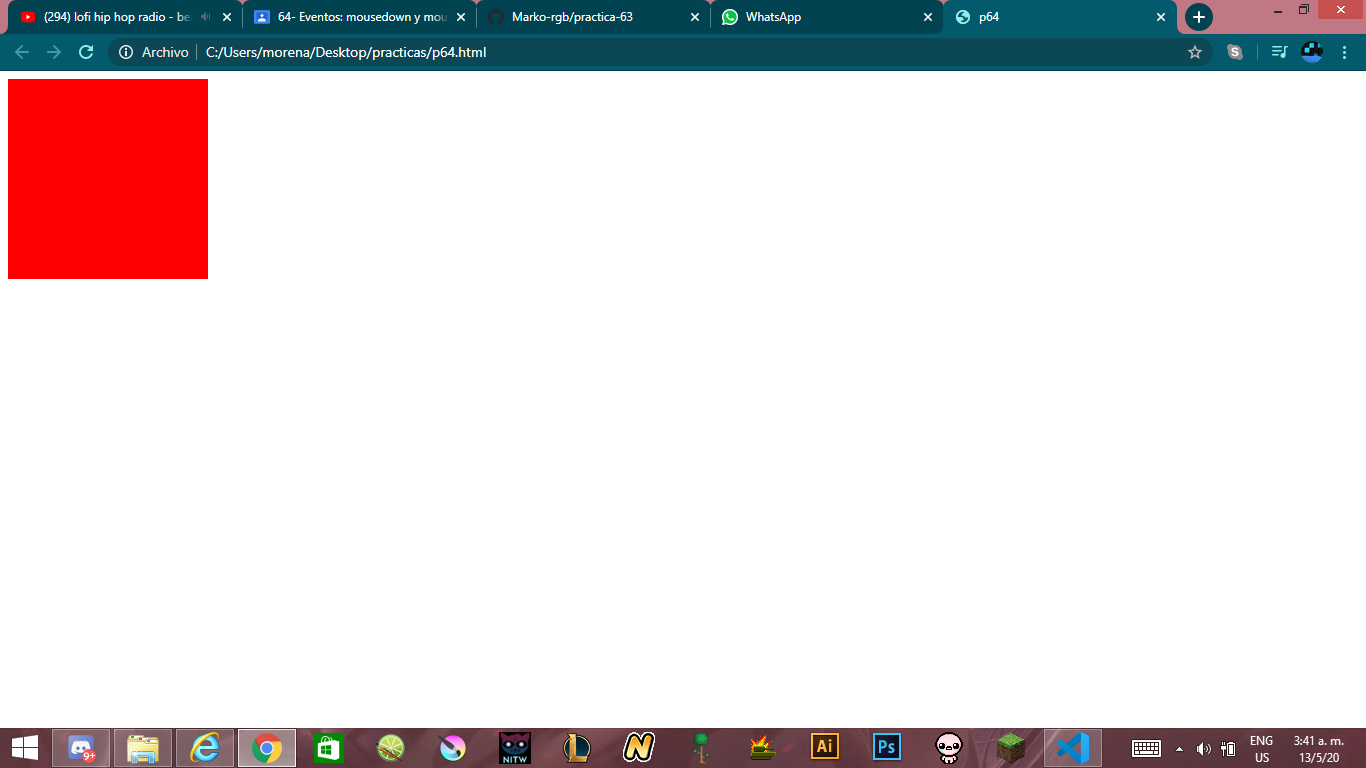 (294) lofi hip hop radio - be
64- Eventos: mousedown y mou
Marko-rgb/practica-63
WhatsApp
p64
Archivo
C:/Users/morena/Desktop/practicas/p64.html
S
9+
NITW
L
N
Ai
Ps
ENG
US
3:41 a. m.
13/5/20